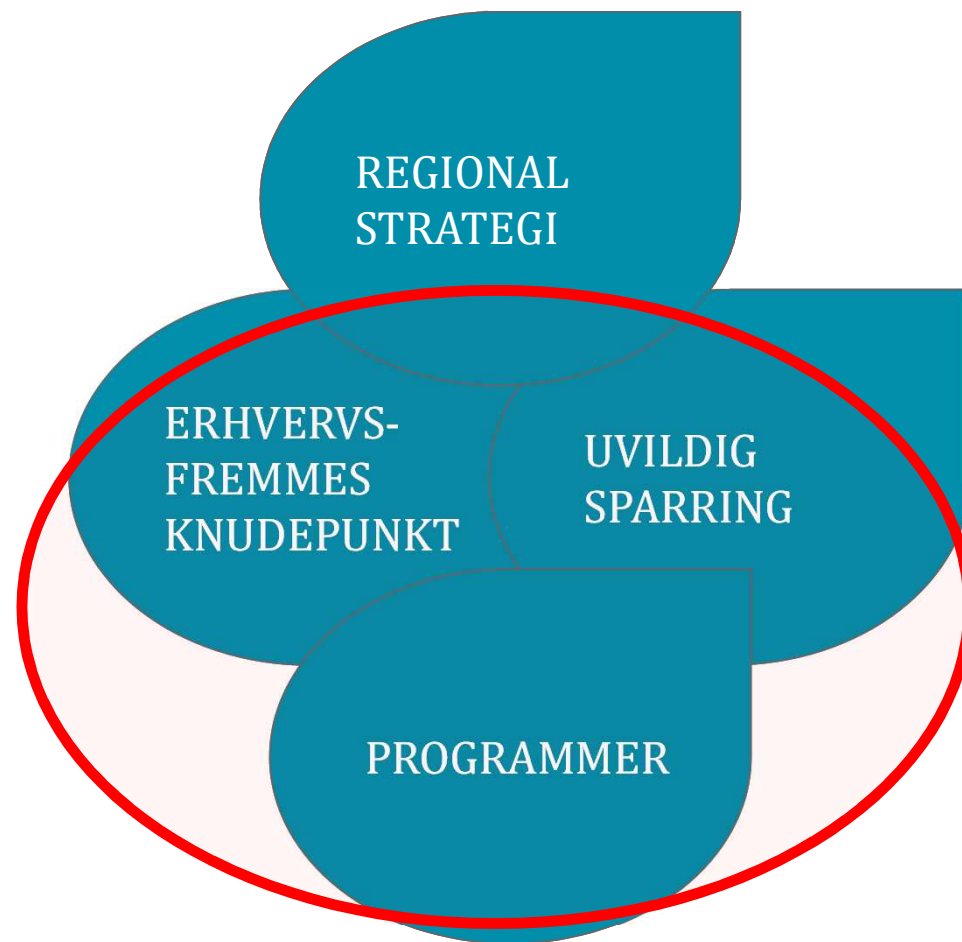 REGIONAL
STRATEGI
ERHVERVS-
FREMMES
KNUDEPUNKT
UVILDIG
SPARRING
PROGRAMMER